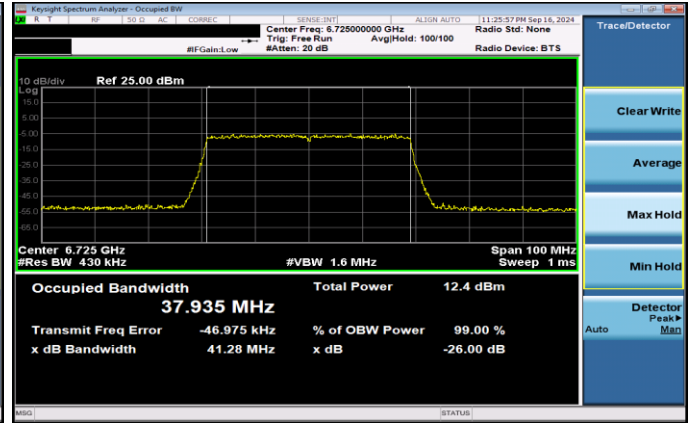 Keysight Spectrum Analyzer - Occupied BW
R T RF 50 Ω AC CORREC SENSE:INT ALIGN AUTO 11:25:57 PM Sep 16, 2024
Center Freq: 6.725000000 GHz Radio Std: None
Trig: Free Run Avg|Hold: 100/100
#IFGain:Low #Atten: 20 dB Radio Device: BTS
Trace/Detector
10 dB/div Ref 25.00 dBm
Log
15.0
5.00
-5.00
-15.0
-25.0
-35.0
-45.0
-55.0
-65.0
Center 6.725 GHz Span 100 MHz
#Res BW 430 kHz #VBW 1.6 MHz Sweep 1 ms
Occupied Bandwidth Total Power 12.4 dBm
37.935 MHz
Transmit Freq Error -46.975 kHz % of OBW Power 99.00 %
x dB Bandwidth 41.28 MHz x dB -26.00 dB
Clear Write
Average
Max Hold
Min Hold
Detector
Peak▶
Auto Man
MSG STATUS